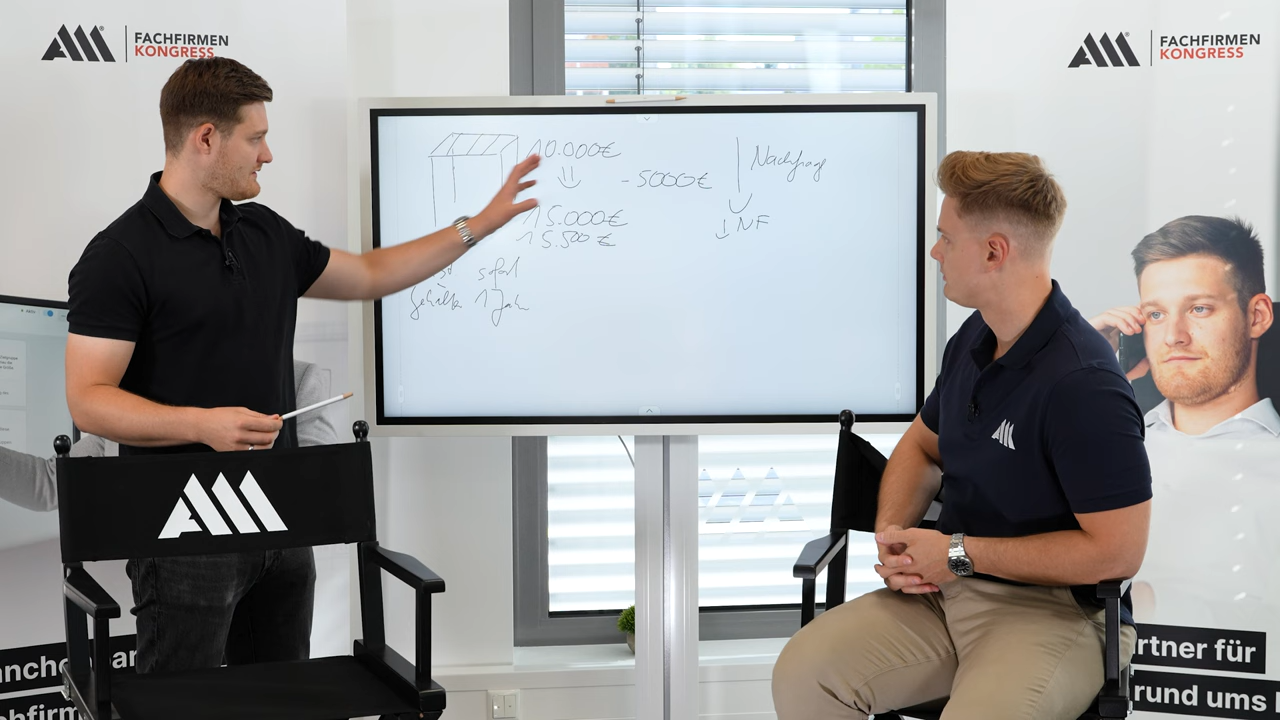 FACHFIRMEN
KONGRESS
FACHFIRMEN
KONGRESS
10.000€
- 5000€
15.000€
15.500€
Nachfrage
↓ NF
sofort
1 Jahr
rtner für
rund ums